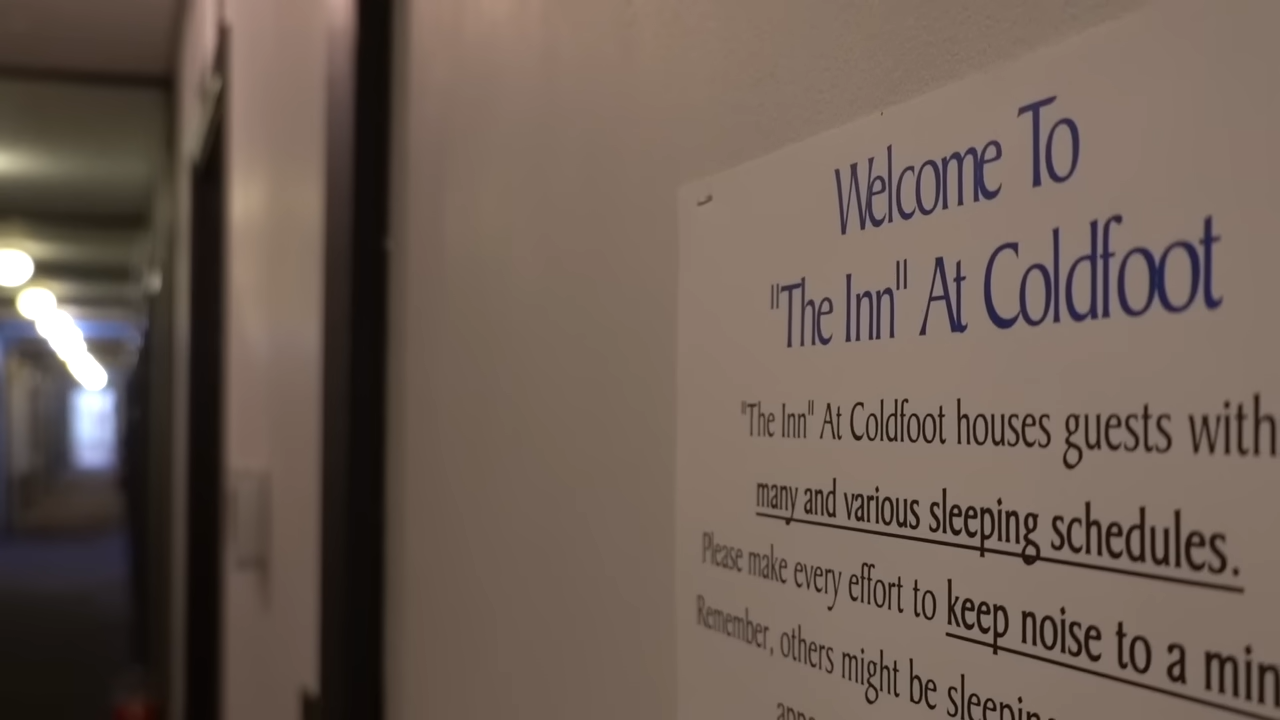 Welcome To
"The Inn" At Coldfoot
"The Inn" At Coldfoot houses guests with
many and various sleeping schedules.
Please make every effort to keep noise to a min
Remember, others might be sleeping